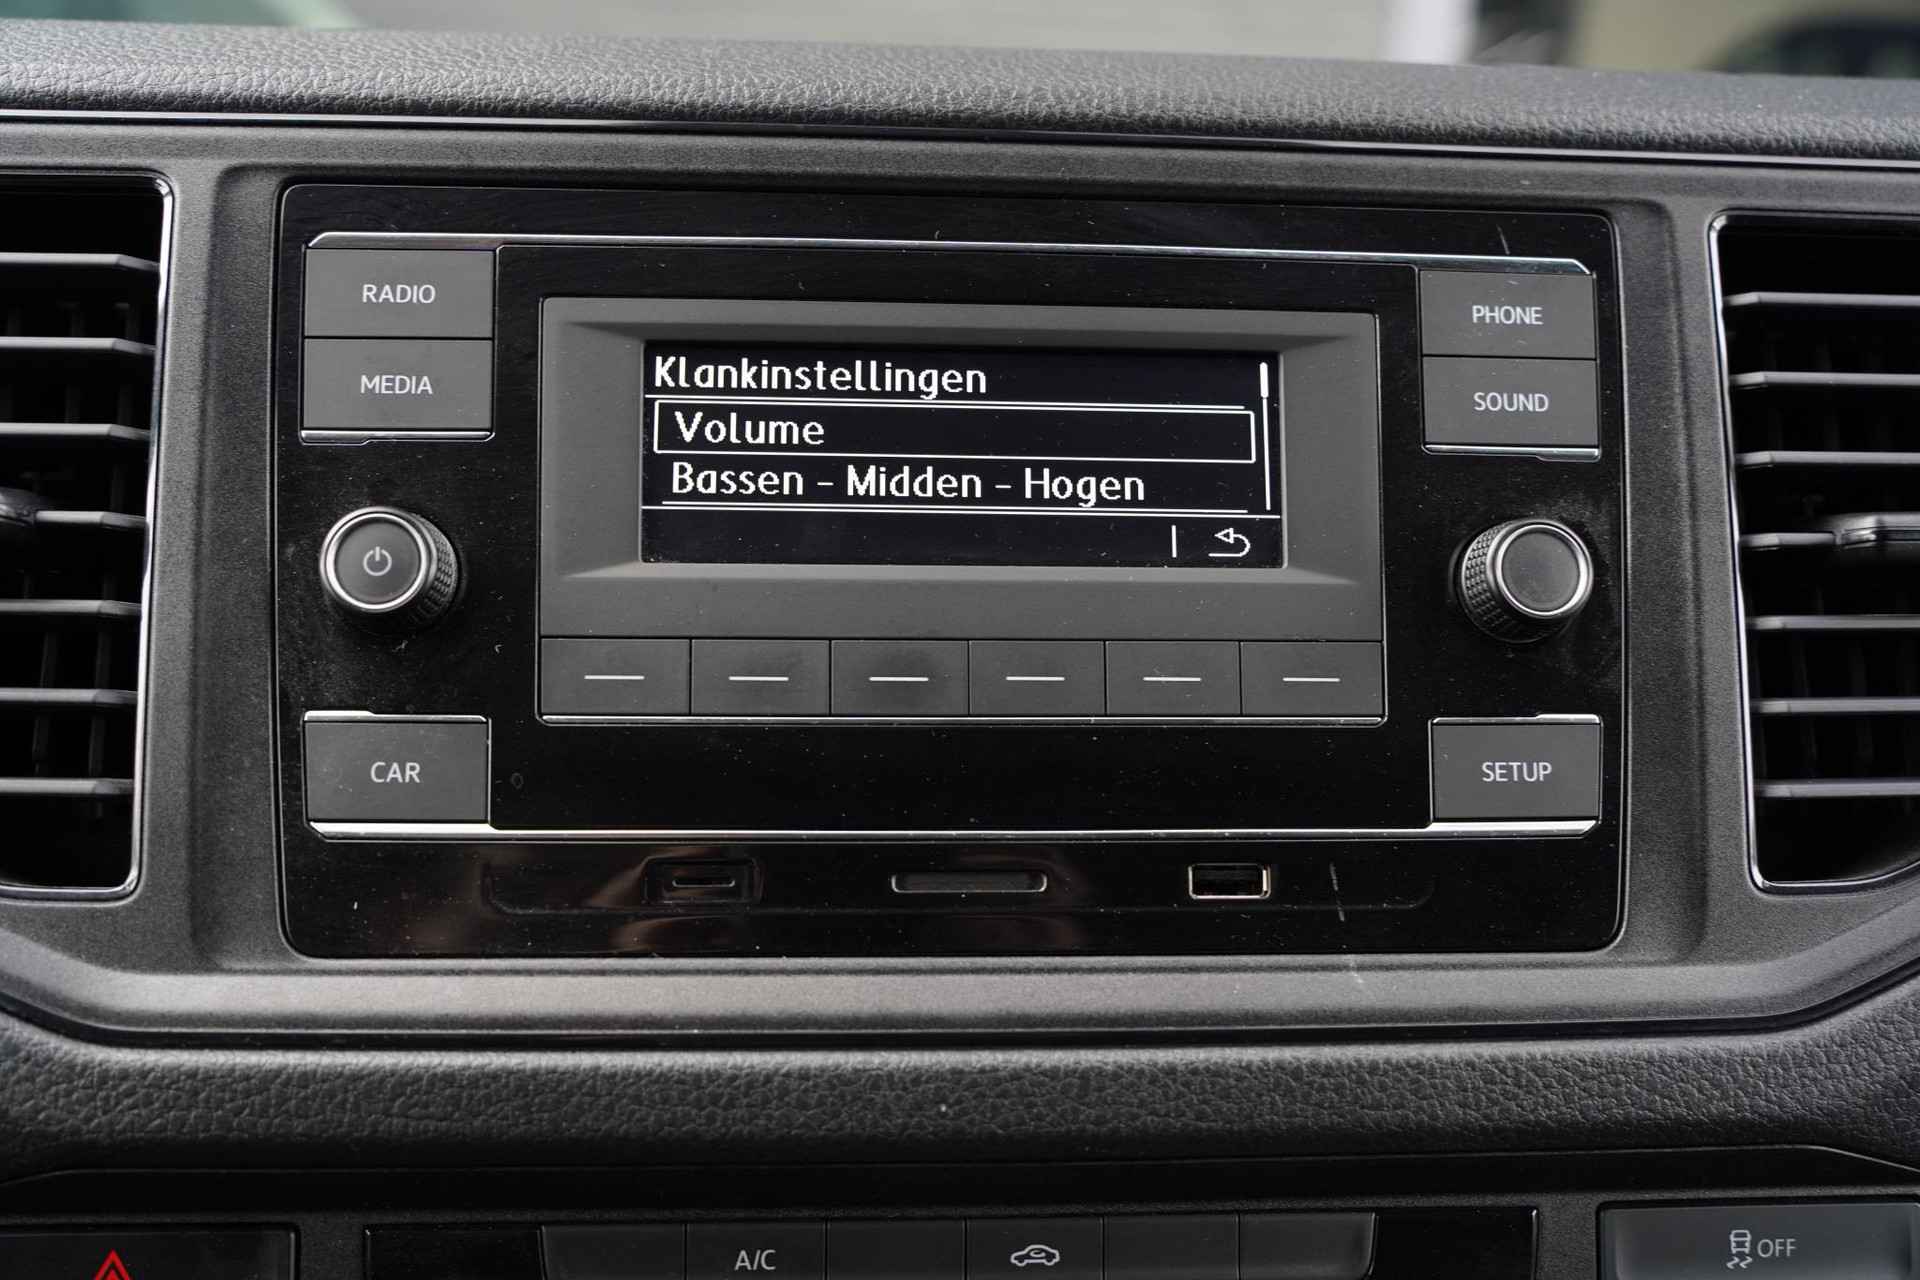 RADIO
PHONE
MEDIA
SOUND
Klankinstellingen
Volume
Bassen - Midden - Hogen
CAR
SETUP
A/C
OFF